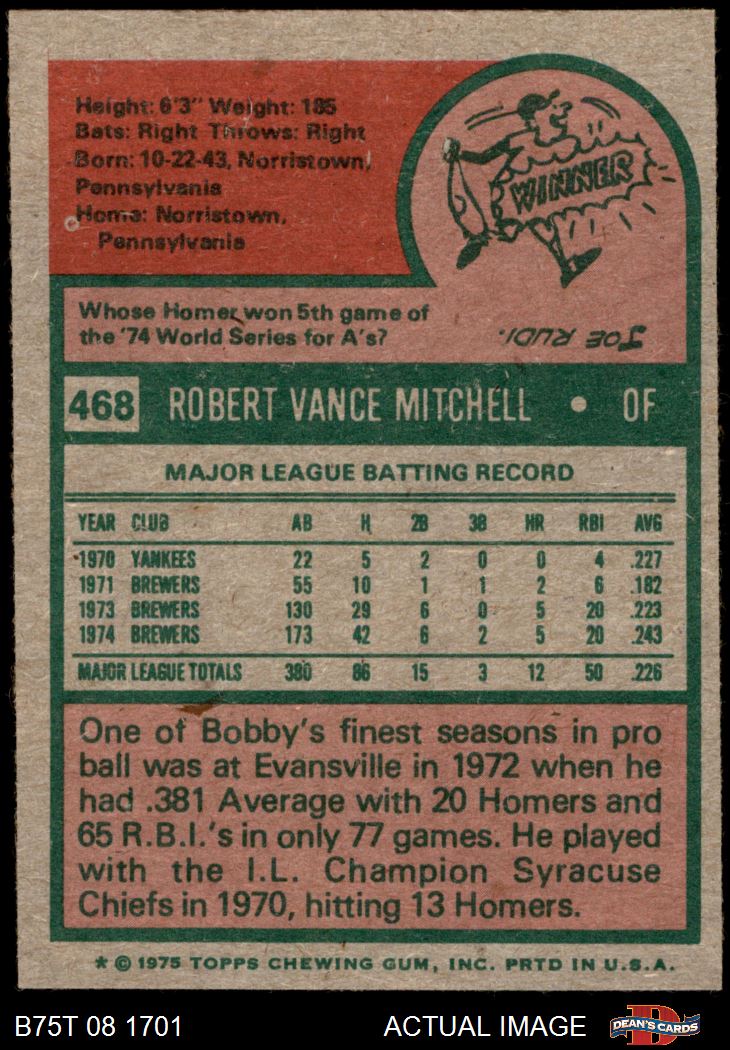 Height: 6'3" Weight: 185
Bats: Right Throws: Right
Born: 10-22-43, Norristown,
Pennsylvania
Home: Norristown,
Pennsylvania
WINNER
Whose Homer won 5th game of
the '74 World Series for A's?
JOE RUDI.
468 ROBERT VANCE MITCHELL • OF
MAJOR LEAGUE BATTING RECORD
YEAR CLUB AB H 2B 3B HR RBI AVG
1970 YANKEES 22 5 2 0 0 4 .227
1971 BREWERS 55 10 1 1 2 6 .182
1973 BREWERS 130 29 6 0 5 20 .223
1974 BREWERS 173 42 6 2 5 20 .243
MAJOR LEAGUE TOTALS 380 86 15 3 12 50 .226
One of Bobby's finest seasons in pro
ball was at Evansville in 1972 when he
had .381 Average with 20 Homers and
65 R.B.I.'s in only 77 games. He played
with the I.L. Champion Syracuse
Chiefs in 1970, hitting 13 Homers.
* © 1975 TOPPS CHEWING GUM, INC. PRTD IN U.S.A.
B75T 08 1701 ACTUAL IMAGE D DEAN'S CARDS